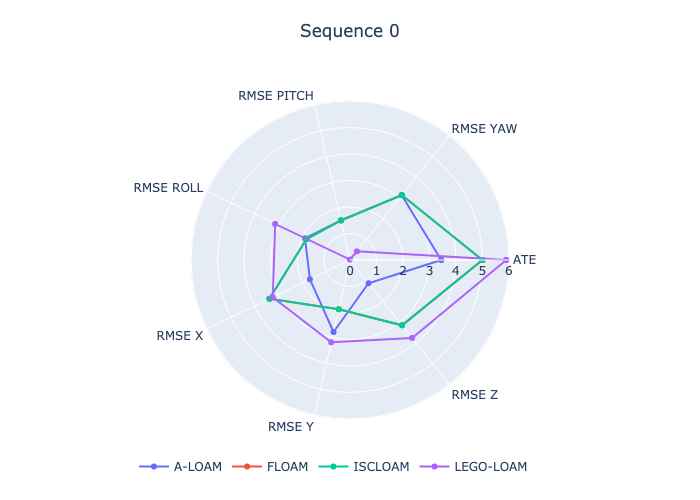 Sequence 0
RMSE PITCH
RMSE YAW
RMSE ROLL
ATE
0 1 2 3 4 5 6
RMSE X
RMSE Z
RMSE Y
A-LOAM FLOAM ISCLOAM LEGO-LOAM